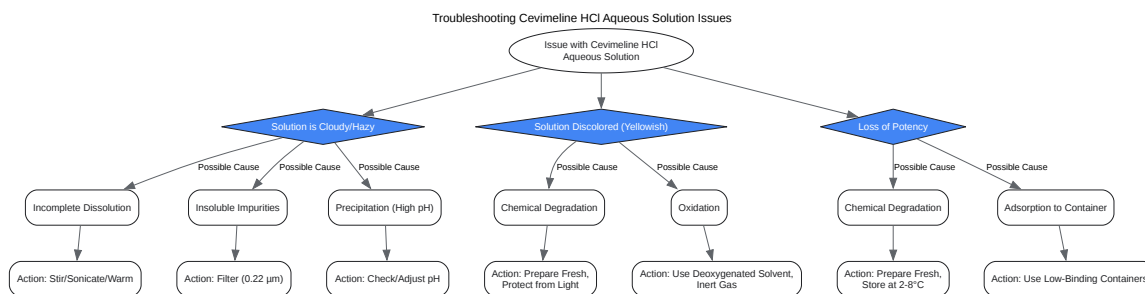 Troubleshooting Cevimeline HCl Aqueous Solution Issues
Issue with Cevimeline HCl
Aqueous Solution
Solution is Cloudy/Hazy
Solution Discolored (Yellowish)
Loss of Potency
Possible Cause
Possible Cause
Possible Cause
Possible Cause
Possible Cause
Possible Cause
Possible Cause
Incomplete Dissolution
Insoluble Impurities
Precipitation (High pH)
Chemical Degradation
Oxidation
Chemical Degradation
Adsorption to Container
Action: Stir/Sonicate/Warm
Action: Filter (0.22 µm)
Action: Check/Adjust pH
Action: Prepare Fresh,
Protect from Light
Action: Use Deoxygenated Solvent,
Inert Gas
Action: Prepare Fresh,
Store at 2-8°C
Action: Use Low-Binding Containers